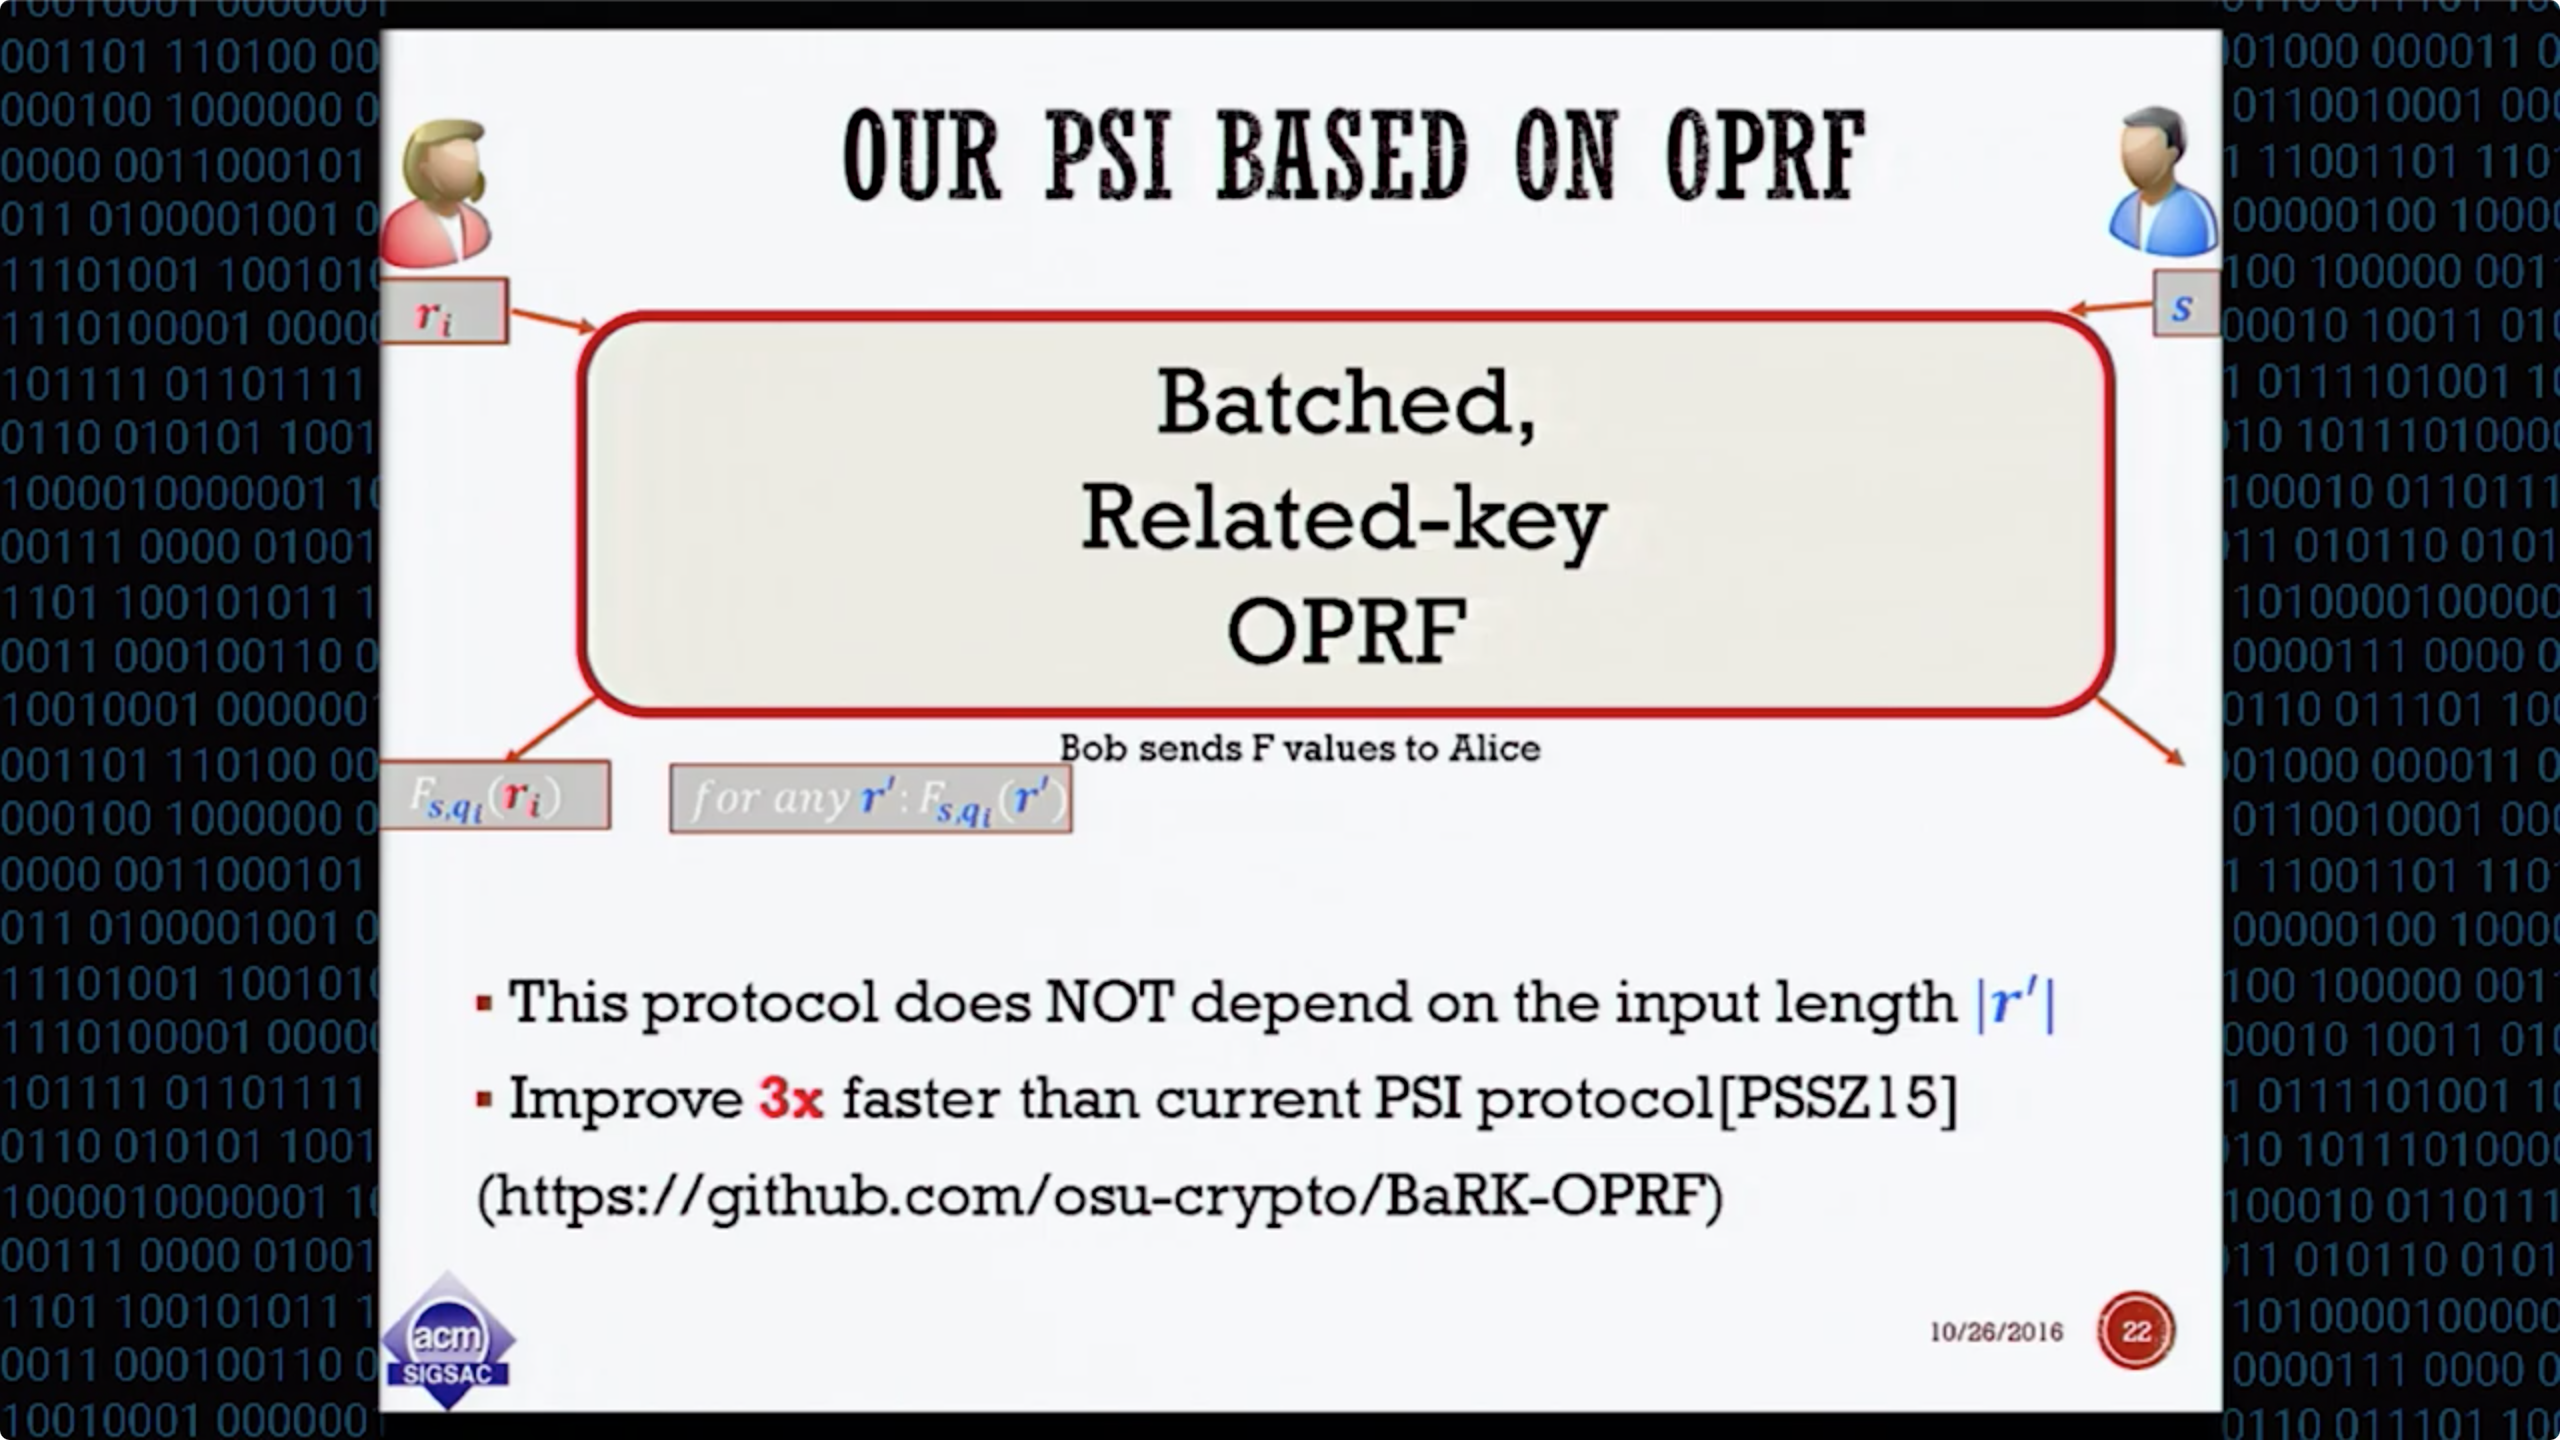 OUR PSI BASED ON OPRF
r_i
s
Batched,
Related-key
OPRF
Bob sends F values to Alice
F_{s,q_i}(r_i)
for any r′: F_{s,q_i}(r′)
▪ This protocol does NOT depend on the input length |r′|
▪ Improve 3x faster than current PSI protocol[PSSZ15]
(https://github.com/osu-crypto/BaRK-OPRF)
acm
SIGSAC
10/26/2016
22